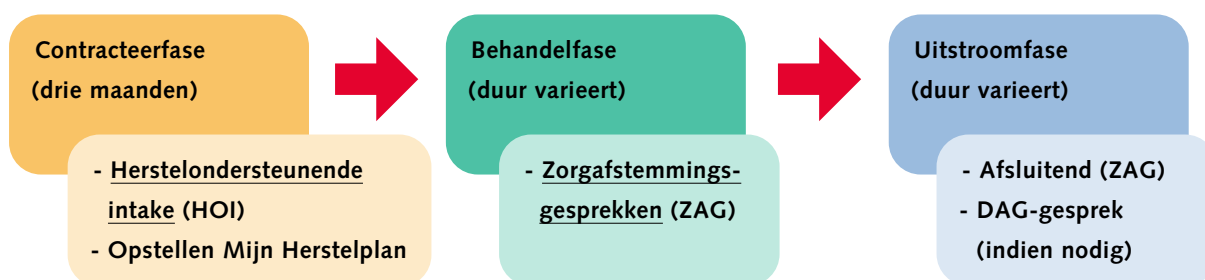 Contracteerfase
(drie maanden)
- Herstelondersteunende
intake (HOI)
- Opstellen Mijn Herstelplan
Behandelfase
(duur varieert)
- Zorgafstemmings-
gesprekken (ZAG)
Uitstroomfase
(duur varieert)
- Afsluitend (ZAG)
- DAG-gesprek
(indien nodig)